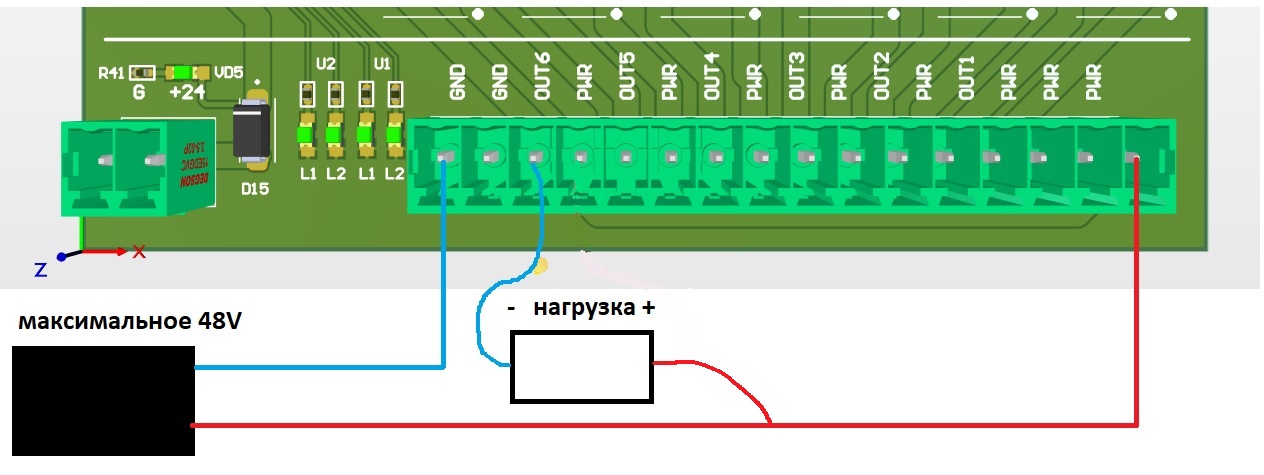 GND GND OUT6 PWR OUT5 PWR OUT4 PWR OUT3 PWR OUT2 PWR OUT1 PWR PWR PWR
U2 U1
R41 VD5
G +24
DEGSON
15EDGVC
3.5-02P
L1 L2 L1 L2
D15
X
Z
- нагрузка +
максимальное 48V